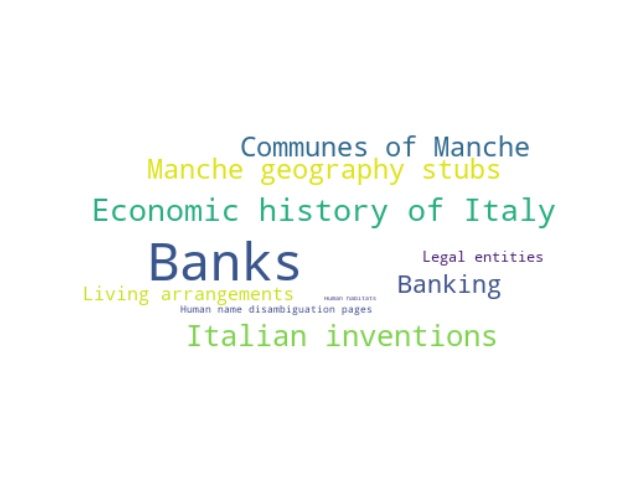 Communes of Manche
Manche geography stubs
Economic history of Italy
Banks
Legal entities
Banking
Living arrangements
Human habitats
Human name disambiguation pages
Italian inventions